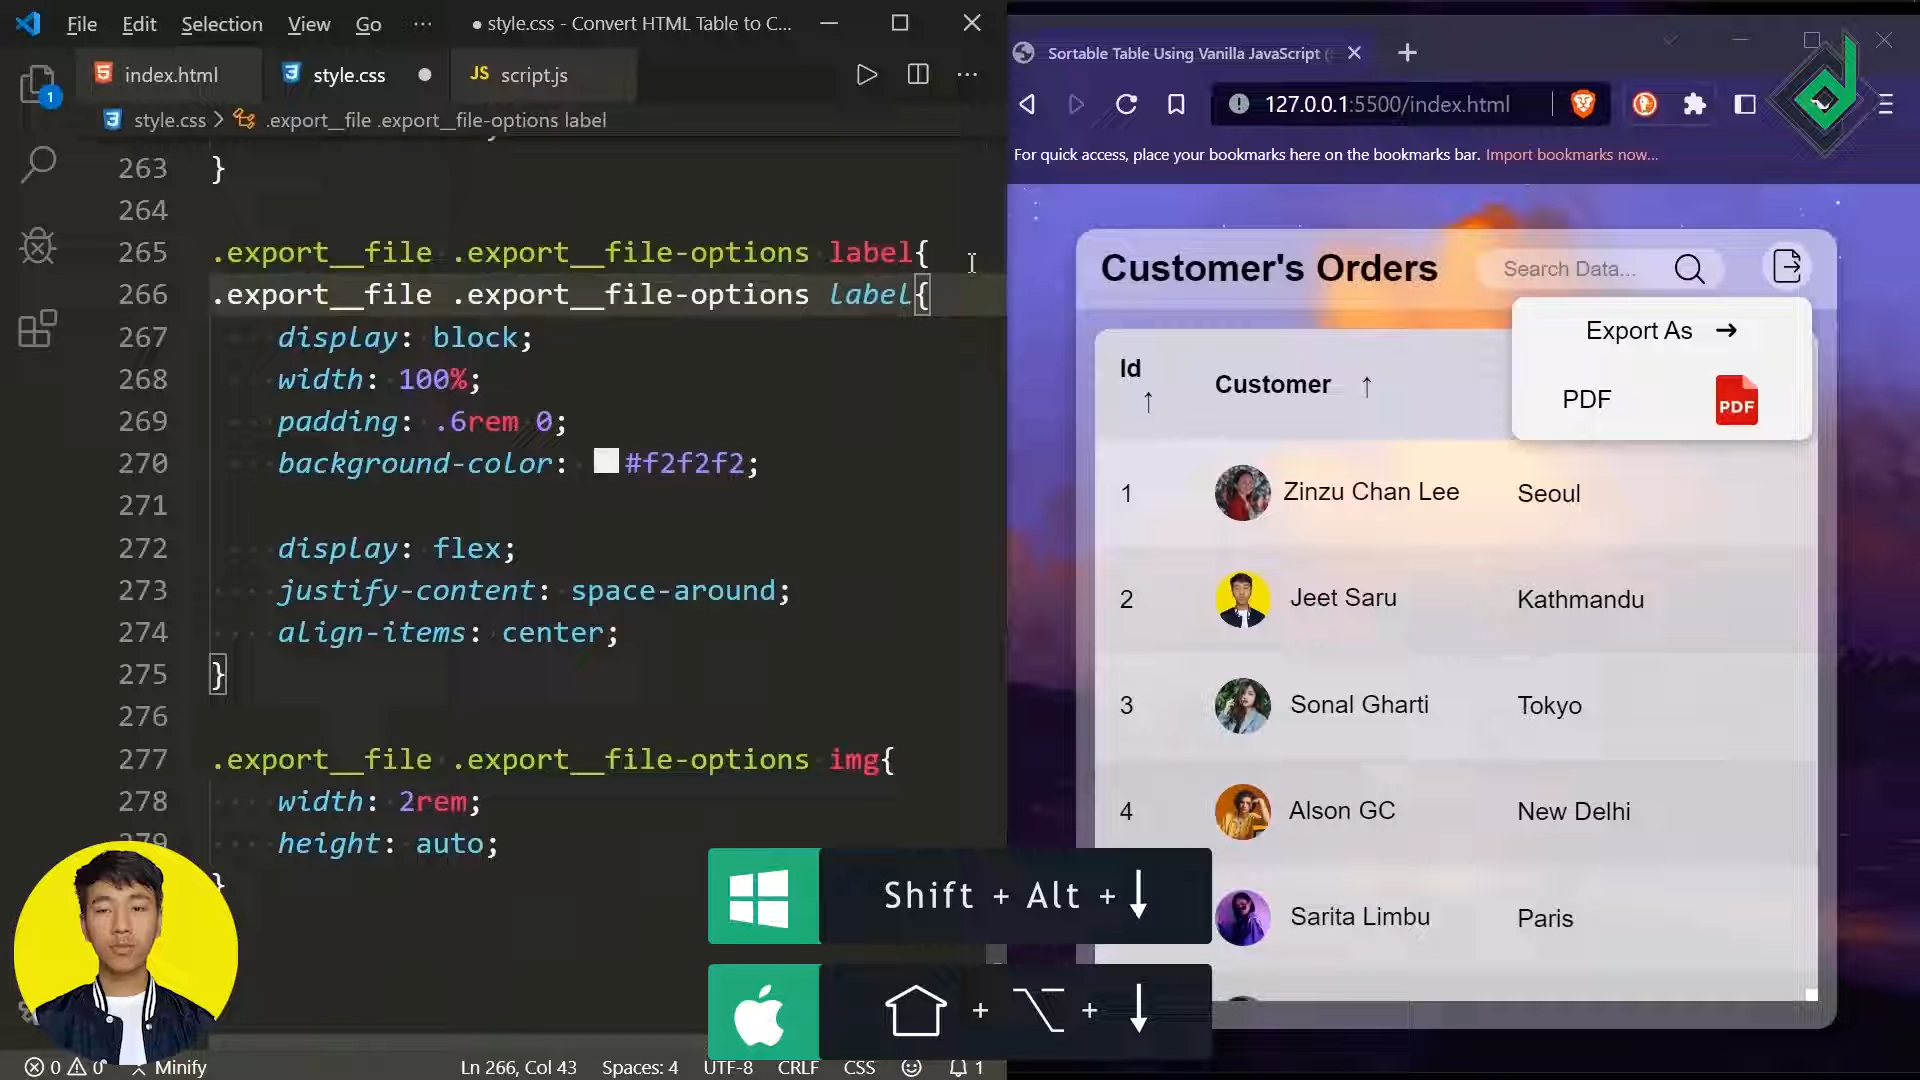 File Edit Selection View Go ··· ● style.css - Convert HTML Table to C...
index.html
style.css ●
JS script.js
style.css > .export__file .export__file-options label
263 }
264
265 .export__file .export__file-options label{
266 .export__file .export__file-options label{
267 display: block;
268 width: 100%;
269 padding: .6rem 0;
270 background-color: #f2f2f2;
271
272 display: flex;
273 justify-content: space-around;
274 align-items: center;
275 }
276
277 .export__file .export__file-options img{
278 width: 2rem;
279 height: auto;
}
1
0 0 Minify
Ln 266, Col 43 Spaces: 4 UTF-8 CRLF CSS 1
Shift + Alt + ↓
+ ⌥ + ↓
Sortable Table Using Vanilla JavaScript (
127.0.0.1:5500/index.html
For quick access, place your bookmarks here on the bookmarks bar. Import bookmarks now...
Customer's Orders
Search Data...
Export As →
PDF PDF
Id ↑ Customer ↑
1 Zinzu Chan Lee Seoul
2 Jeet Saru Kathmandu
3 Sonal Gharti Tokyo
4 Alson GC New Delhi
Sarita Limbu Paris